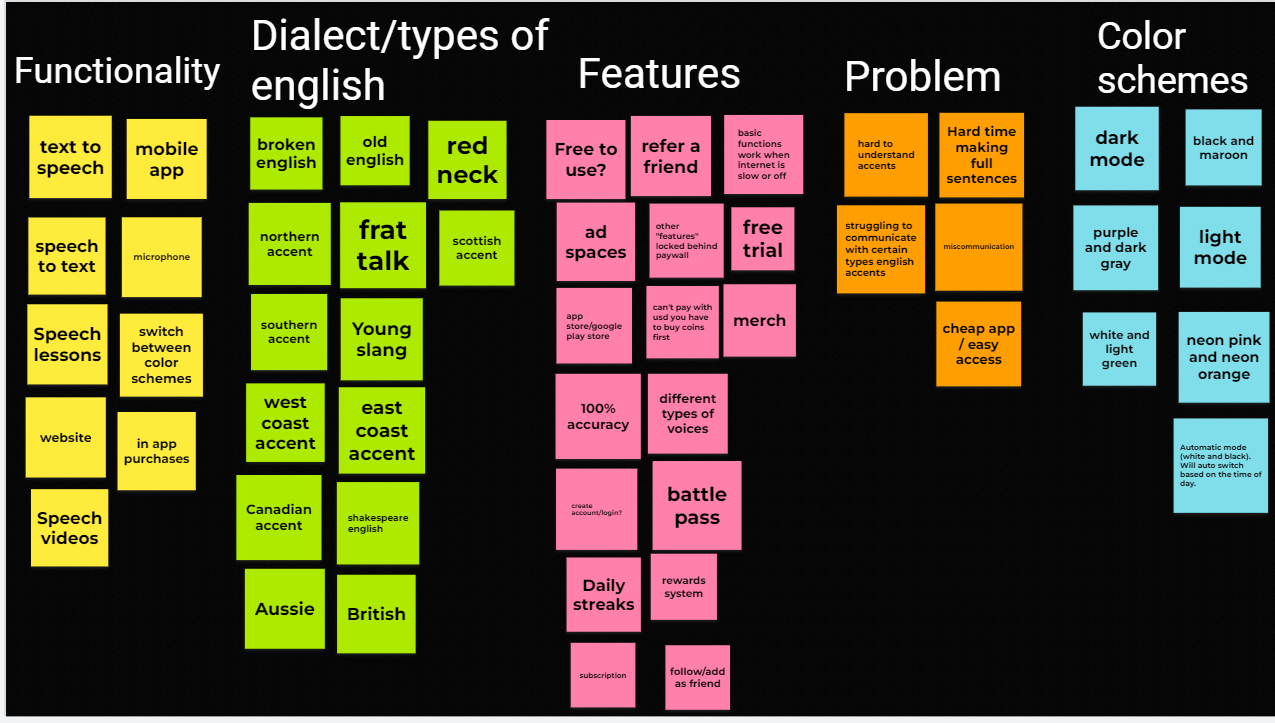 Functionality
text to
speech
mobile
app
speech
to text
microphone
Speech
lessons
switch
between
color
schemes
website
in app
purchases
Speech
videos
Dialect/types of
english
broken
english
old
english
red
neck
northern
accent
frat
talk
scottish
accent
southern
accent
Young
slang
west
coast
accent
east
coast
accent
Canadian
accent
shakespeare
english
Aussie
British
Features
Free to
use?
refer a
friend
basic
functions
work when
internet is
slow or off
ad
spaces
other
"features"
locked behind
paywall
free
trial
app
store/google
play store
can't pay with
usd you have
to buy coins
first
merch
100%
accuracy
different
types of
voices
create
account/login?
battle
pass
Daily
streaks
rewards
system
subscription
follow/add
as friend
Problem
hard to
understand
accents
Hard time
making
full
sentences
struggling to
communicate
with certain
types english
accents
miscommunication
cheap app
/ easy
access
Color
schemes
dark
mode
black and
maroon
purple
and dark
gray
light
mode
white and
light
green
neon pink
and neon
orange
Automatic mode
(white and black).
Will auto switch
based on the time of
day.